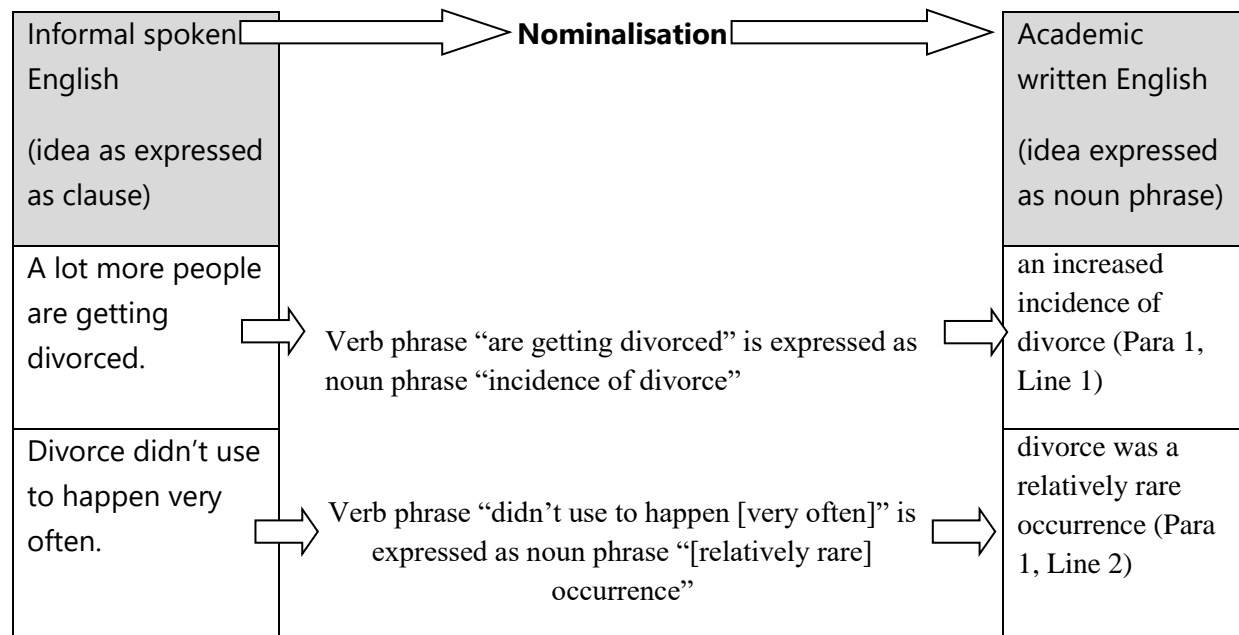 Informal spoken
English
(idea as expressed
as clause)
Nominalisation
Academic
written English
(idea expressed
as noun phrase)
A lot more people
are getting
divorced.
Verb phrase “are getting divorced” is expressed as
noun phrase “incidence of divorce”
an increased
incidence of
divorce (Para 1,
Line 1)
Divorce didn’t use
to happen very
often.
Verb phrase “didn’t use to happen [very often]” is
expressed as noun phrase “[relatively rare]
occurrence”
divorce was a
relatively rare
occurrence (Para
1, Line 2)